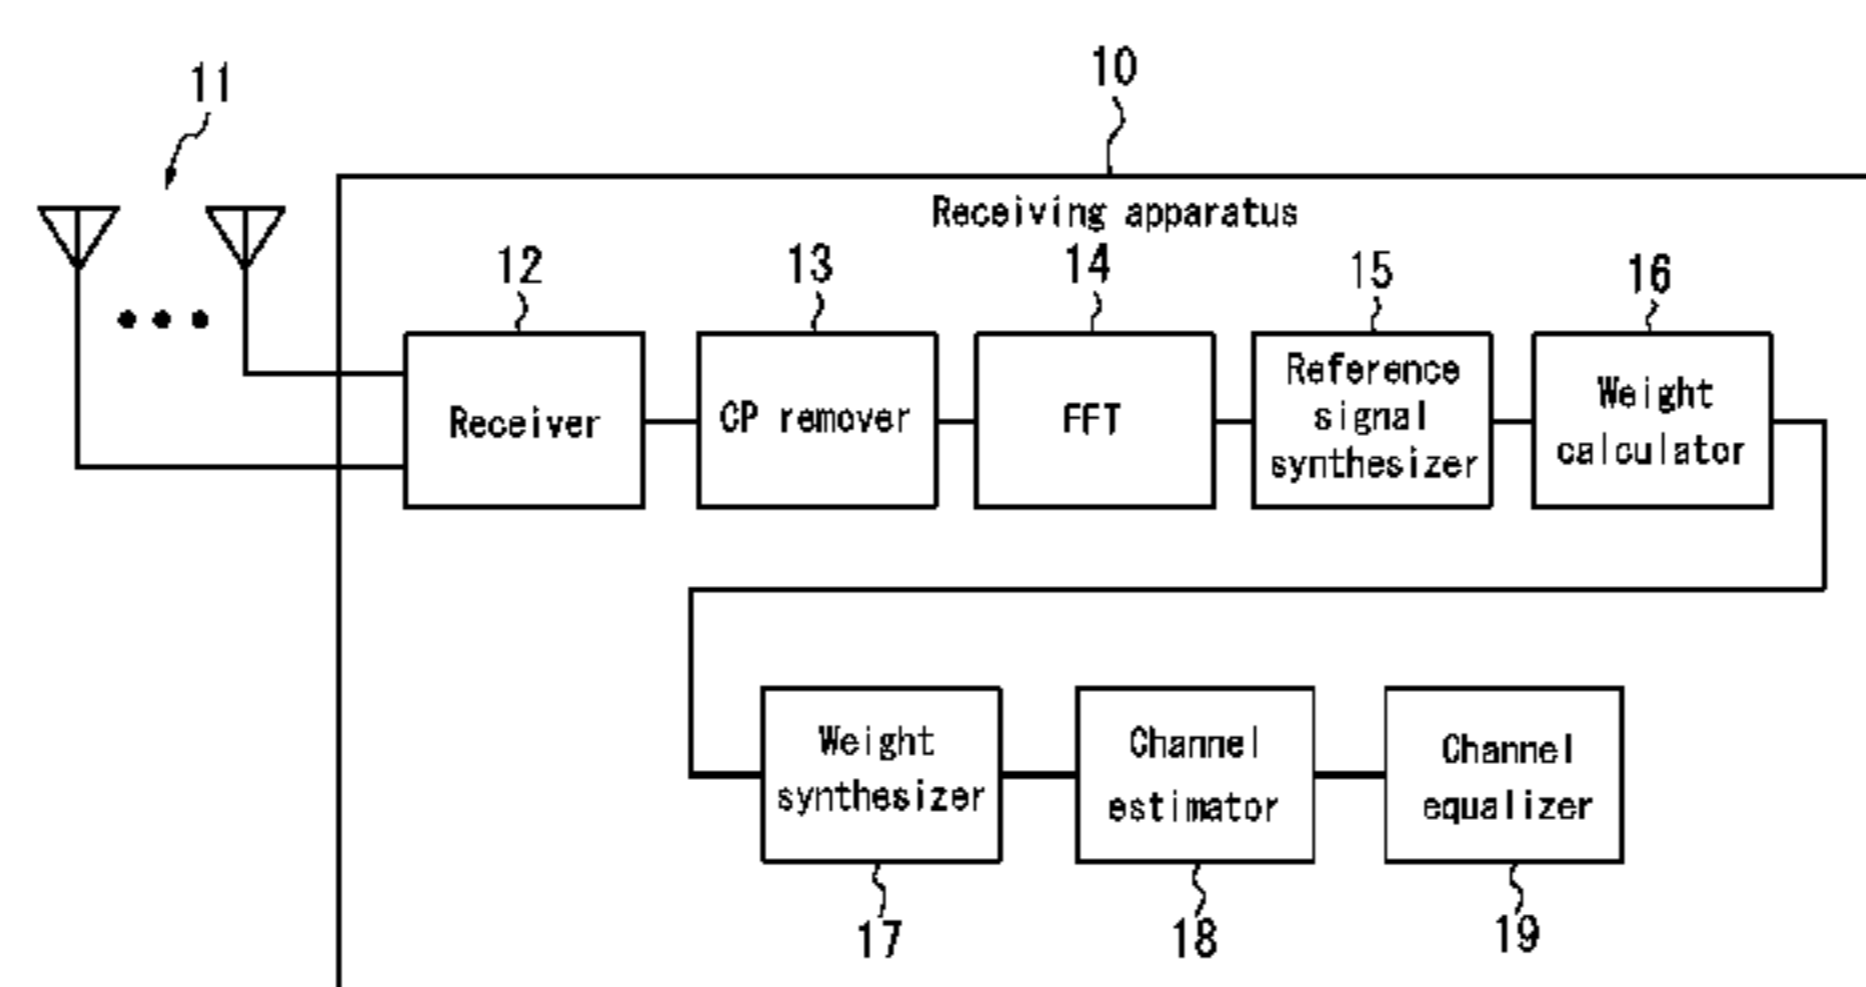 10
11
Receiving apparatus
12
13
14
15
16
Receiver
CP remover
FFT
Reference
signal
synthesizer
Weight
calculator
Weight
synthesizer
Channel
estimator
Channel
equalizer
17
18
19